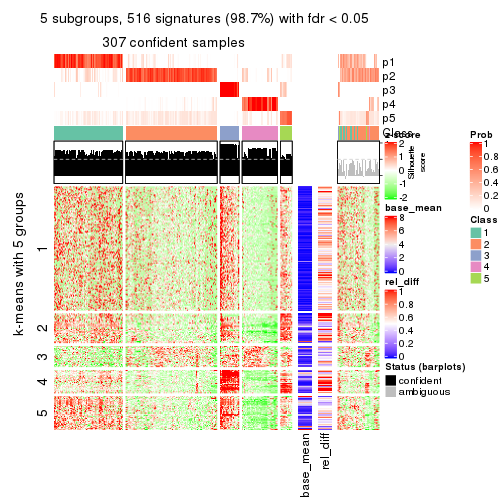 5 subgroups, 516 signatures (98.7%) with fdr < 0.05
307 confident samples
p1
p2
p3
p4
p5
Class
Silhouette
score
k-means with 5 groups
1
2
3
4
5
base_mean
rel_diff
z-score
2
1
0
-1
-2
base_mean
8
6
4
2
0
rel_diff
1
0.8
0.6
0.4
0.2
0
Status (barplots)
confident
ambiguous
Prob
1
0.8
0.6
0.4
0.2
0
Class
1
2
3
4
5